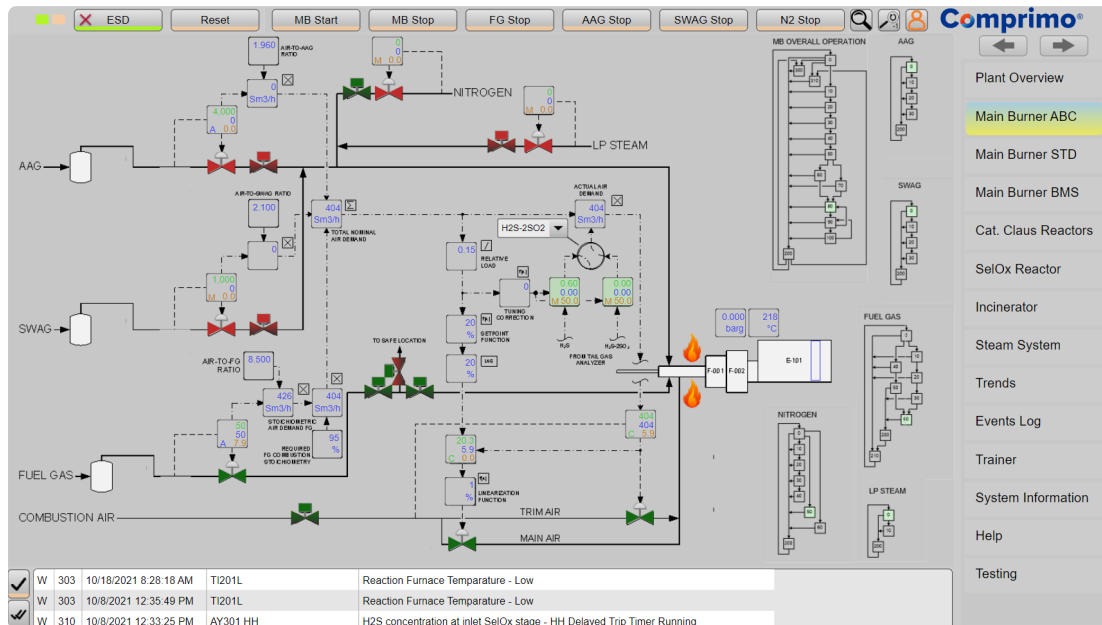 ESD
Reset
MB Start
MB Stop
FG Stop
AAG Stop
SWAG Stop
N2 Stop
Comprimo®
Plant Overview
Main Burner ABC
Main Burner STD
Main Burner BMS
Cat. Claus Reactors
SelOx Reactor
Incinerator
Steam System
Trends
Events Log
Trainer
System Information
Help
Testing
1.960
AIR-TO-AAG
RATIO
0
Sm3/h
4,000
0
A 0.0
AAG
0
0
M 0.0
NITROGEN
0
0
M 0.0
LP STEAM
AIR-TO-SWAG RATIO
2.100
0
1,000
0
M 0.0
SWAG
404
Sm3/h
Σ
TOTAL NOMINAL
AIR DEMAND
ACTUAL AIR
DEMAND
404
Sm3/h
H2S-2SO2
0.15
RELATIVE
LOAD
0
TUNING
CORRECTION
0.60
0.00
M 50.0
0.00
0.00
M 50.0
H₂S
H₂S-2SO₂
FROM TAIL GAS
ANALYZER
20
%
SETPOINT
FUNCTION
20
%
LAG
TO SAFE LOCATION
AIR-TO-FG
RATIO
8.500
426
Sm3/h
STOICHIOMETRIC
AIR DEMAND FG
404
Sm3/h
95
%
REQUIRED
FG COMBUSTION
STOICHIOMETRY
50
50
A 7.9
FUEL GAS
COMBUSTION AIR
20.3
5.9
C 0.0
1
%
LINEARIZATION
FUNCTION
404
404
C 5.9
TRIM AIR
MAIN AIR
0.000
barg
218
°C
F-001
F-002
E-101
MB OVERALL OPERATION
AAG
SWAG
FUEL GAS
NITROGEN
LP STEAM
W 303 10/18/2021 8:28:18 AM TI201L Reaction Furnace Temparature - Low
W 303 10/8/2021 12:35:49 PM TI201L Reaction Furnace Temparature - Low
W 310 10/8/2021 12:33:25 PM AY301 HH H2S concentration at inlet SelOx stage - HH Delayed Trip Timer Running